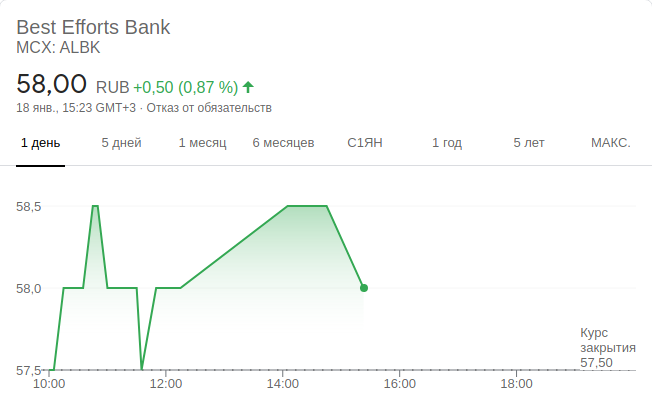 Best Efforts Bank
MCX: ALBK
58,00 RUB +0,50 (0,87 %)
18 янв., 15:23 GMT+3 · Отказ от обязательств
1 день 5 дней 1 месяц 6 месяцев С1ЯН 1 год 5 лет МАКС.
58,5
58,0
57,5
Курс
закрытия
57,50
10:00 12:00 14:00 16:00 18:00